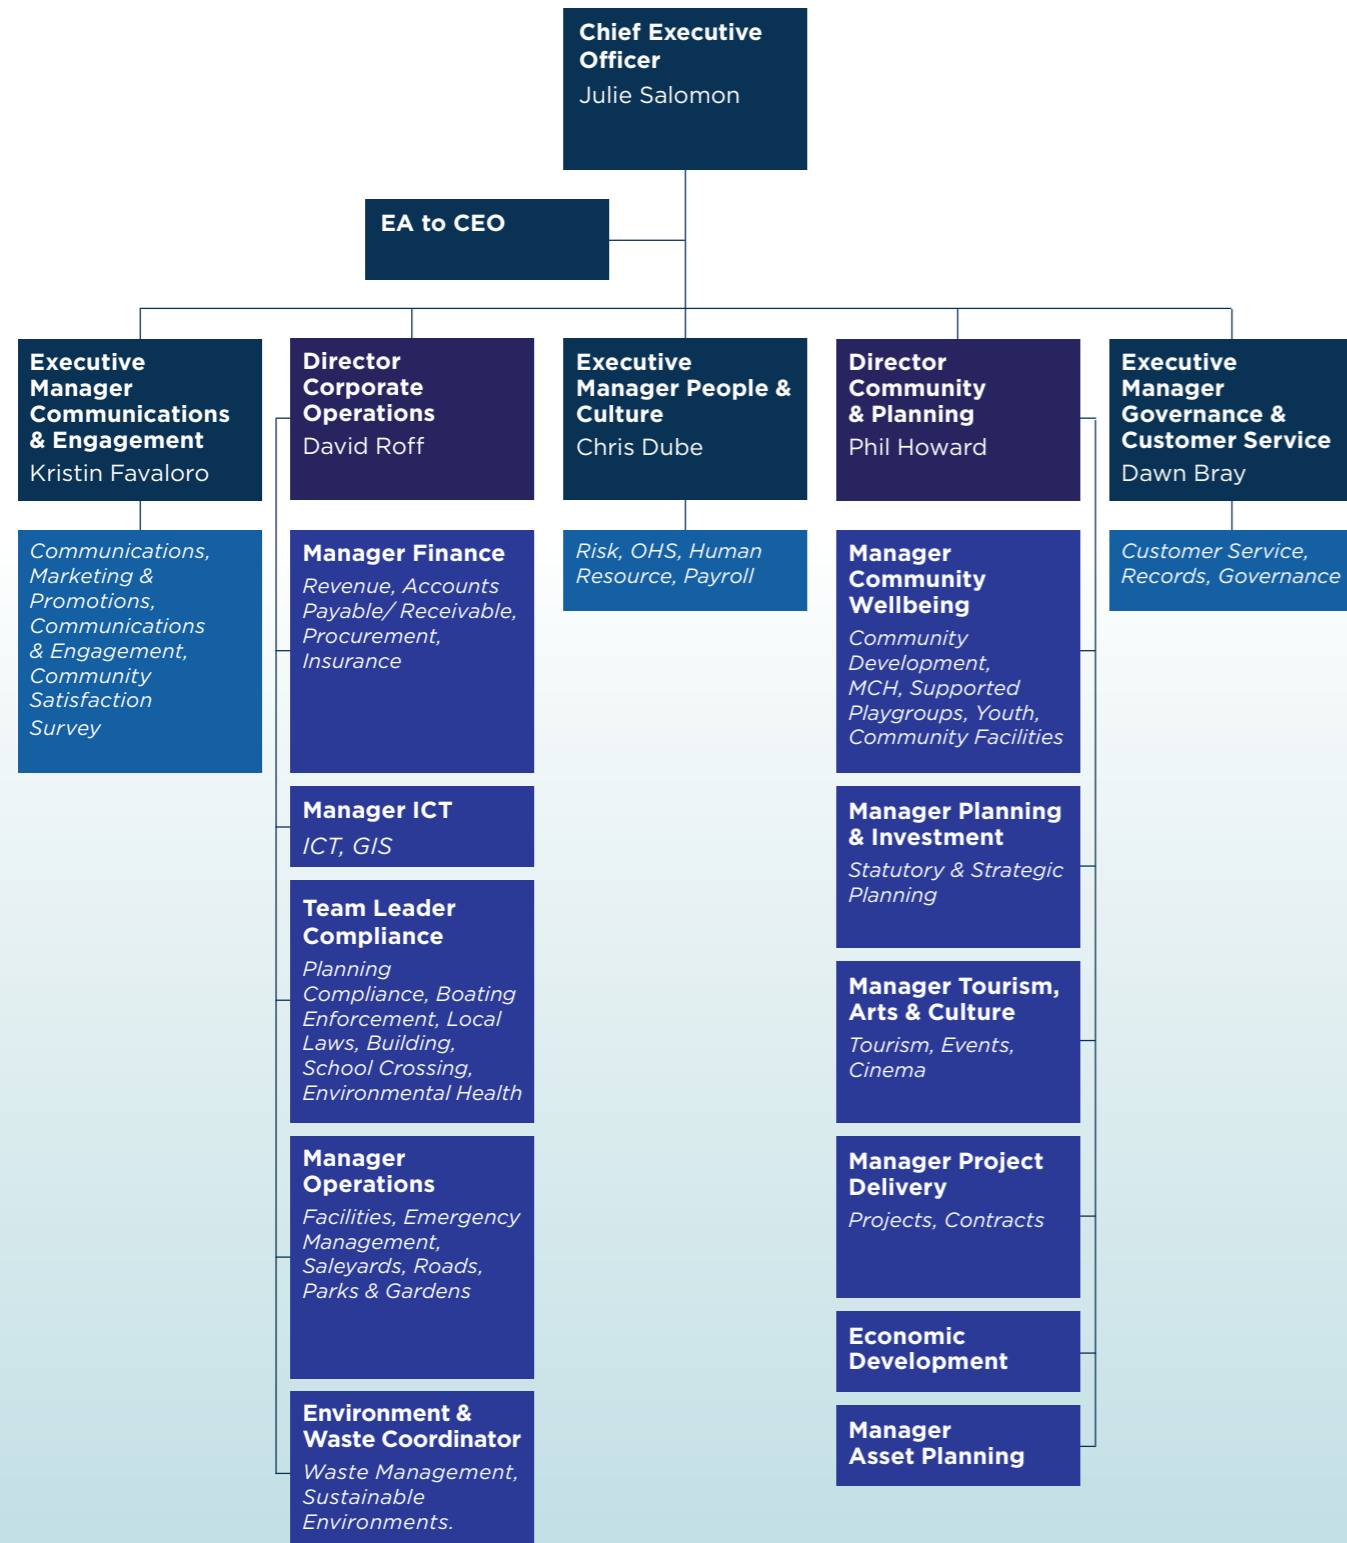 Chief Executive
Officer
Julie Salomon
EA to CEO
Executive
Manager
Communications
& Engagement
Kristin Favaloro
Communications,
Marketing &
Promotions,
Communications
& Engagement,
Community
Satisfaction
Survey
Director
Corporate
Operations
David Roff
Manager Finance
Revenue, Accounts
Payable/ Receivable,
Procurement,
Insurance
Manager ICT
ICT, GIS
Team Leader
Compliance
Planning
Compliance, Boating
Enforcement, Local
Laws, Building,
School Crossing,
Environmental Health
Manager
Operations
Facilities, Emergency
Management,
Saleyards, Roads,
Parks & Gardens
Environment &
Waste Coordinator
Waste Management,
Sustainable
Environments.
Executive
Manager People &
Culture
Chris Dube
Risk, OHS, Human
Resource, Payroll
Director
Community
& Planning
Phil Howard
Manager
Community
Wellbeing
Community
Development,
MCH, Supported
Playgroups, Youth,
Community Facilities
Manager Planning
& Investment
Statutory & Strategic
Planning
Manager Tourism,
Arts & Culture
Tourism, Events,
Cinema
Manager Project
Delivery
Projects, Contracts
Economic
Development
Manager
Asset Planning
Executive
Manager
Governance &
Customer Service
Dawn Bray
Customer Service,
Records, Governance